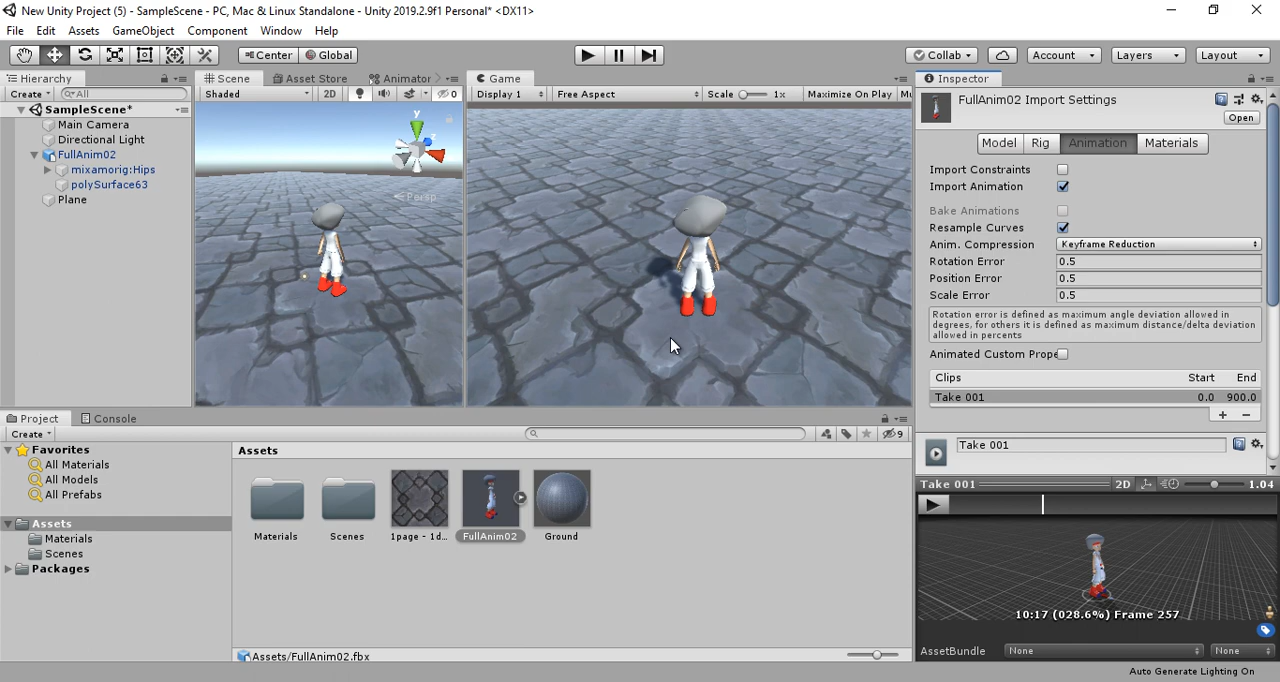 New Unity Project (5) - SampleScene - PC, Mac & Linux Standalone - Unity 2019.2.9f1 Personal* <DX11>
File Edit Assets GameObject Component Window Help
Center Global Collab Account Layers Layout
Hierarchy Scene Asset Store Animator Game Inspector
Create All Shaded 2D 0 Display 1 Free Aspect Scale 1x Maximize On Play Mu
SampleScene*
Main Camera
Directional Light
FullAnim02
mixamorig:Hips
polySurface63
Plane
y
z
Persp
FullAnim02 Import Settings
Open
Model Rig Animation Materials
Import Constraints
Import Animation
Bake Animations
Resample Curves
Anim. Compression Keyframe Reduction
Rotation Error 0.5
Position Error 0.5
Scale Error 0.5
Rotation error is defined as maximum angle deviation allowed in
degrees, for others it is defined as maximum distance/delta deviation
allowed in percents
Animated Custom Prope
Clips Start End
Take 001 0.0 900.0
Take 001
Take 001 2D 1.04
10:17 (028.6%) Frame 257
AssetBundle None None
Project Console
Create 9
Favorites
All Materials
All Models
All Prefabs
Assets
Materials
Scenes
Packages
Assets
Materials Scenes 1page - 1d... FullAnim02 Ground
Assets/FullAnim02.fbx
Auto Generate Lighting On